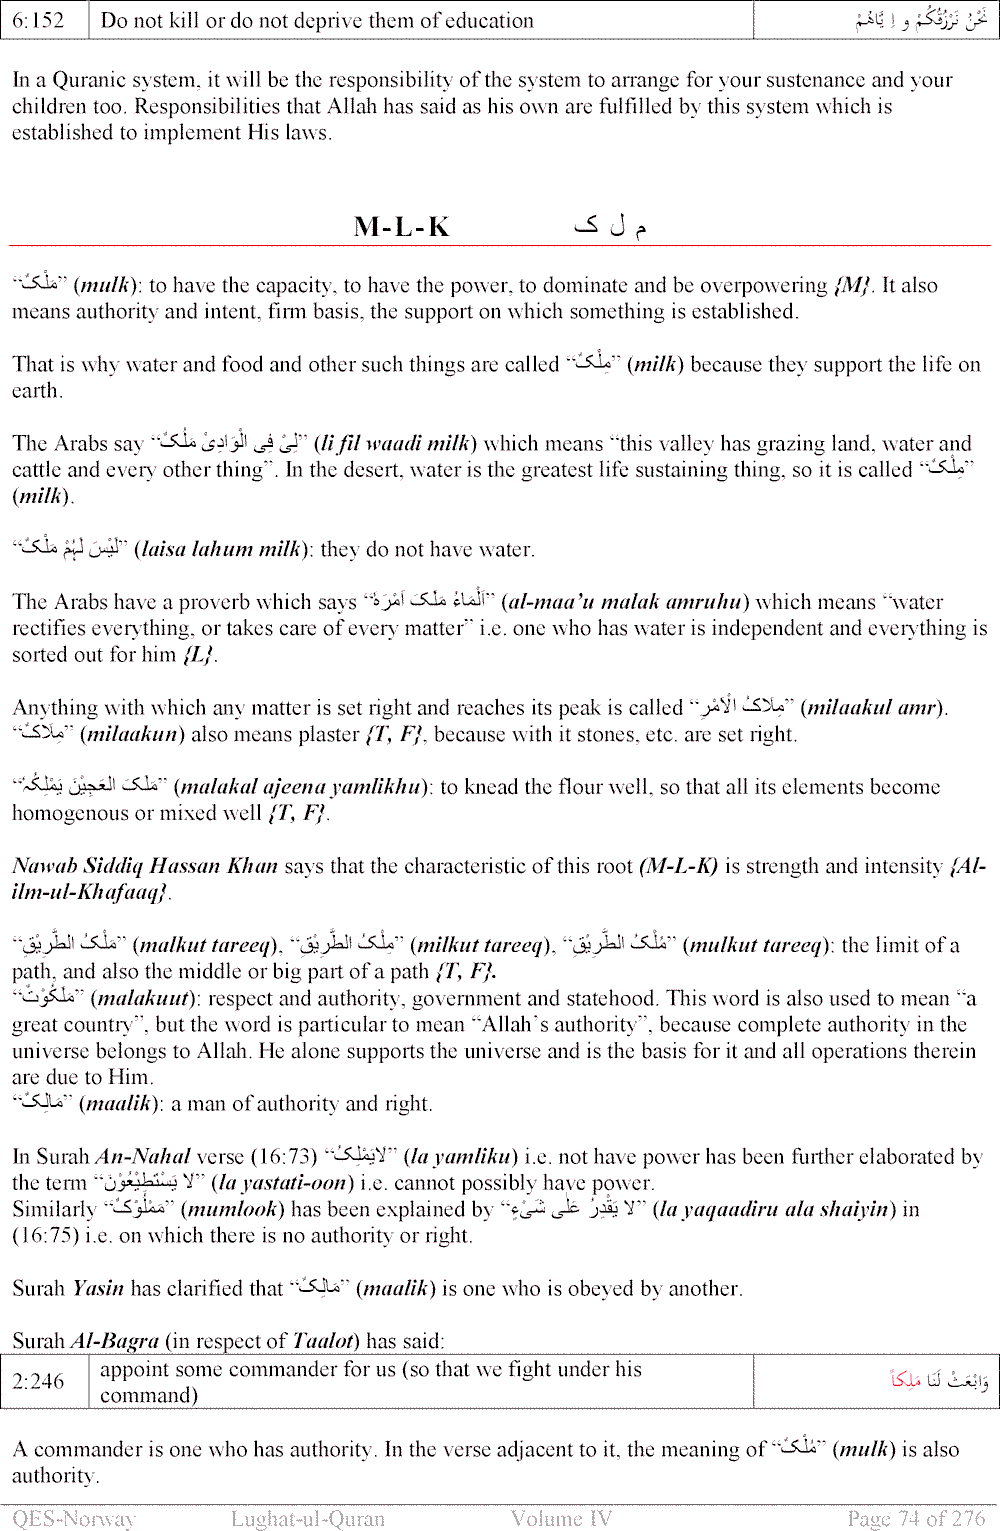 6:152 Do not kill or do not deprive them of education نَحْنُ نَرْزُقُكُمْ و اِ يَّاهُمْ
In a Quranic system, it will be the responsibility of the system to arrange for your sustenance and your
children too. Responsibilities that Allah has said as his own are fulfilled by this system which is
established to implement His laws.
M-L-K م ل ک
“مَلْکٌ” (mulk): to have the capacity, to have the power, to dominate and be overpowering {M}. It also
means authority and intent, firm basis, the support on which something is established.
That is why water and food and other such things are called “مِلْکٌ” (milk) because they support the life on
earth.
The Arabs say “لِیْ فِی الْوَادِیْ مَلْکٌ” (li fil waadi milk) which means “this valley has grazing land, water and
cattle and every other thing”. In the desert, water is the greatest life sustaining thing, so it is called “مِلْکٌ”
(milk).
“لَيْسَ لَہُمْ مَلْکٌ” (laisa lahum milk): they do not have water.
The Arabs have a proverb which says “اَلْمَاءُ مَلَکَ اَمْرَہٗ” (al-maa’u malak amruhu) which means “water
rectifies everything, or takes care of every matter” i.e. one who has water is independent and everything is
sorted out for him {L}.
Anything with which any matter is set right and reaches its peak is called “مِلَاکُ الْاَمْرِ” (milaakul amr).
“مِلَاکٌ” (milaakun) also means plaster {T, F}, because with it stones, etc. are set right.
“مَلَکَ الْعَجِيْنَ يَمْلِکُہٗ” (malakal ajeena yamlikhu): to knead the flour well, so that all its elements become
homogenous or mixed well {T, F}.
Nawab Siddiq Hassan Khan says that the characteristic of this root (M-L-K) is strength and intensity {Al-
ilm-ul-Khafaaq}.
“مَلْکُ الطَّرِيْقِ” (malkut tareeq), “مِلْکُ الطَّرِيْقِ” (milkut tareeq), “مُلْکُ الطَّرِيْقِ” (mulkut tareeq): the limit of a
path, and also the middle or big part of a path {T, F}.
“مَلَکُوْتٌ” (malakuut): respect and authority, government and statehood. This word is also used to mean “a
great country”, but the word is particular to mean “Allah’s authority”, because complete authority in the
universe belongs to Allah. He alone supports the universe and is the basis for it and all operations therein
are due to Him.
“مَالِکٌ” (maalik): a man of authority and right.
In Surah An-Nahal verse (16:73) “لَايَمْلِکُ” (la yamliku) i.e. not have power has been further elaborated by
the term “لَا يَسْتَطِيْعُوْنَ” (la yastati-oon) i.e. cannot possibly have power.
Similarly “مَمْلُوْکٌ” (mumlook) has been explained by “لَا يَقْدِرُ عَلٰی شَیْءٍ” (la yaqaadiru ala shaiyin) in
(16:75) i.e. on which there is no authority or right.
Surah Yasin has clarified that “مَالِکٌ” (maalik) is one who is obeyed by another.
Surah Al-Bagra (in respect of Taalot) has said:
2:246 appoint some commander for us (so that we fight under his وَابْعَثْ لَنَا مَلِکاً
command)
A commander is one who has authority. In the verse adjacent to it, the meaning of “مُلْکٌ” (mulk) is also
authority.
QES-Norway Lughat-ul-Quran Volume IV Page 74 of 276